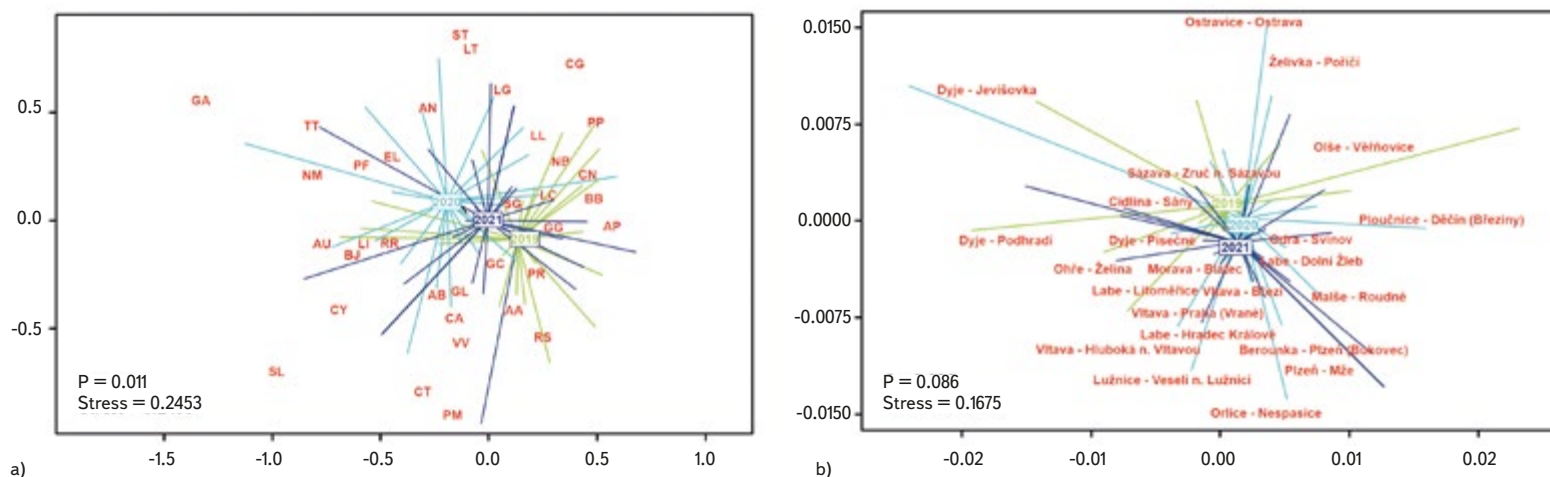 ST
LT
CG
GA
LG
AN
PP
TT
LL
EL
PF
NB
NM
CN
LC
BB
2020
SG
2021
AP
GG
AU
LI
RR
2019
BJ
GC
PR
AB
GL
CY
CA
AA
RS
VV
SL
CT
PM
0.5
0.0
-0.5
P = 0.011
Stress = 0.2453
-1.5 -1.0 -0.5 0.0 0.5 1.0
a)
Ostravice - Ostrava
Želivka - Poříčí
Dyje - Jevišovka
Olše - Věřňovice
Sázava - Zruč n. Sázavou
Cidlina - Sány
2019
Ploučnice - Děčín (Březiny)
2020
Dyje - Podhradí
Dyje - Písečné
Odra - Svinov
2021
Ohře - Želina
Morava - Blatec
Labe - Dolní Žleb
Labe - Litoměřice
Vltava - Březí
Malše - Roudné
Vltava - Praha (Vrané)
Labe - Hradec Králové
Vltava - Hluboká n. Vltavou
Berounka - Plzeň (Bukovec)
Plzeň - Mže
Lužnice - Veselí n. Lužnicí
Orlice - Nespasice
0.0150
0.0075
0.0000
-0.0075
-0.0150
P = 0.086
Stress = 0.1675
-0.02 -0.01 0.00 0.01 0.02
b)